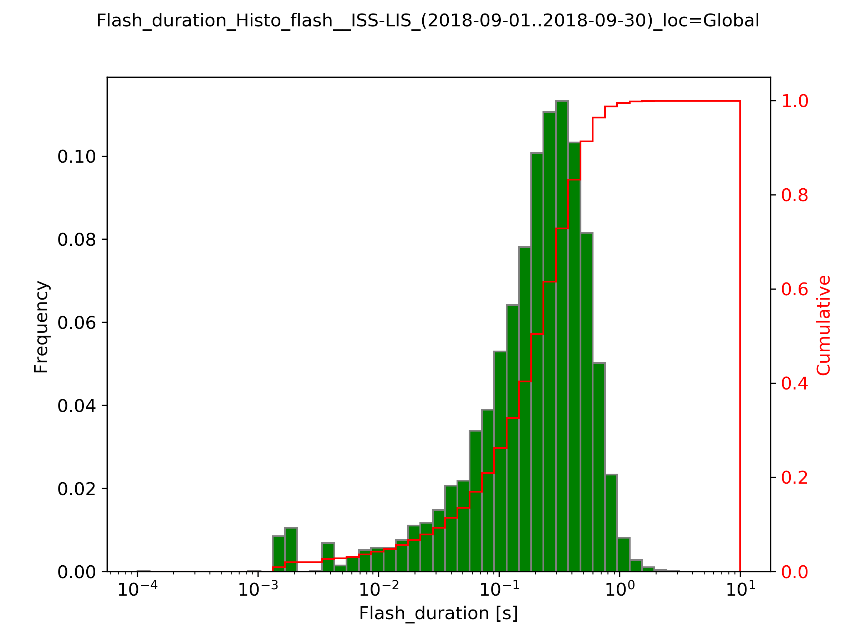 Flash_duration_Histo_flash__ISS-LIS_(2018-09-01..2018-09-30)_loc=Global
1.0
0.10
0.8
0.08
0.6
0.06
0.4
0.04
0.2
0.02
0.00
0.0
Frequency
Cumulative
10⁻⁴ 10⁻³ 10⁻² 10⁻¹ 10⁰ 10¹
Flash_duration [s]